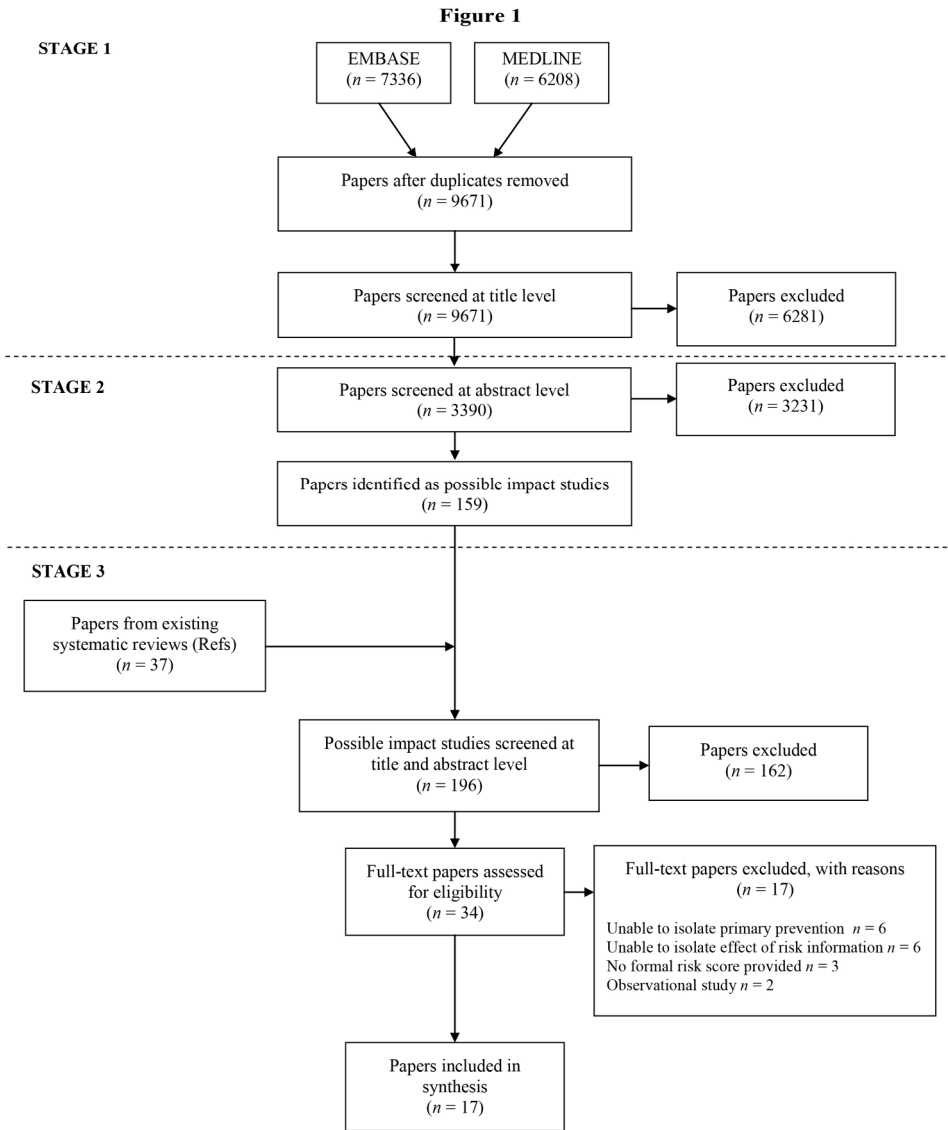 Figure 1
STAGE 1
EMBASE
(n = 7336)
MEDLINE
(n = 6208)
Papers after duplicates removed
(n = 9671)
Papers screened at title level
(n = 9671)
Papers excluded
(n = 6281)
STAGE 2
Papers screened at abstract level
(n = 3390)
Papers excluded
(n = 3231)
Papers identified as possible impact studies
(n = 159)
STAGE 3
Papers from existing
systematic reviews (Refs)
(n = 37)
Possible impact studies screened at
title and abstract level
(n = 196)
Papers excluded
(n = 162)
Full-text papers assessed
for eligibility
(n = 34)
Full-text papers excluded, with reasons
(n = 17)
Unable to isolate primary prevention n = 6
Unable to isolate effect of risk information n = 6
No formal risk score provided n = 3
Observational study n = 2
Papers included in
synthesis
(n = 17)